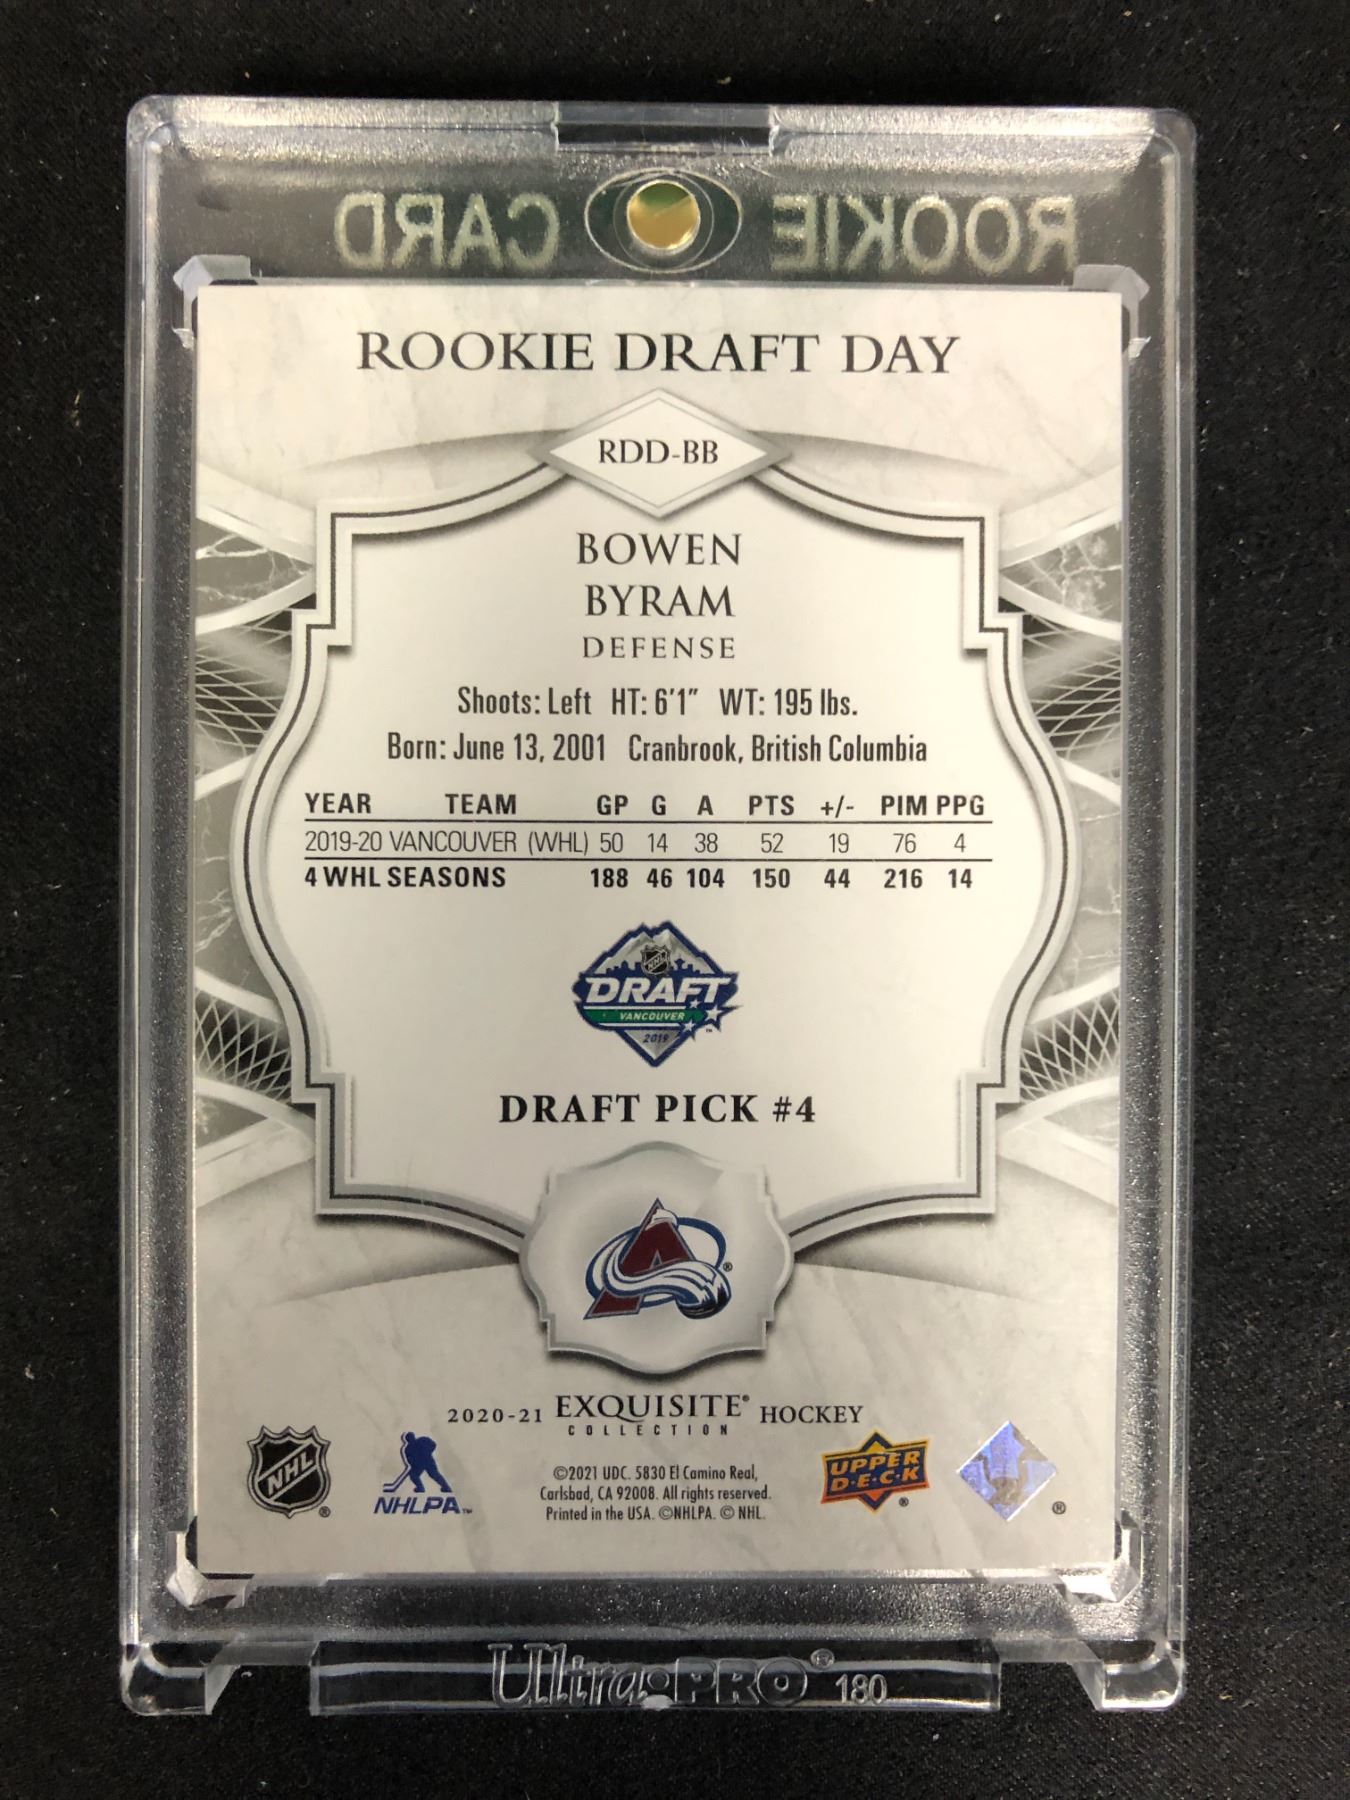 ROOKIE CARD
ROOKIE DRAFT DAY
RDD-BB
BOWEN
BYRAM
DEFENSE
Shoots: Left HT: 6'1" WT: 195 lbs.
Born: June 13, 2001 Cranbrook, British Columbia
YEAR TEAM GP G A PTS +/- PIM PPG
2019-20 VANCOUVER (WHL) 50 14 38 52 19 76 4
4 WHL SEASONS 188 46 104 150 44 216 14
NHL
DRAFT
VANCOUVER
2019
DRAFT PICK #4
A ®
2020-21 EXQUISITE® HOCKEY
COLLECTION
NHL ®
NHLPA™
©2021 UDC. 5830 El Camino Real,
Carlsbad, CA 92008. All rights reserved.
Printed in the USA. ©NHLPA. © NHL.
UPPER
D·E·C·K ®
®
Ultra·PRO® 180